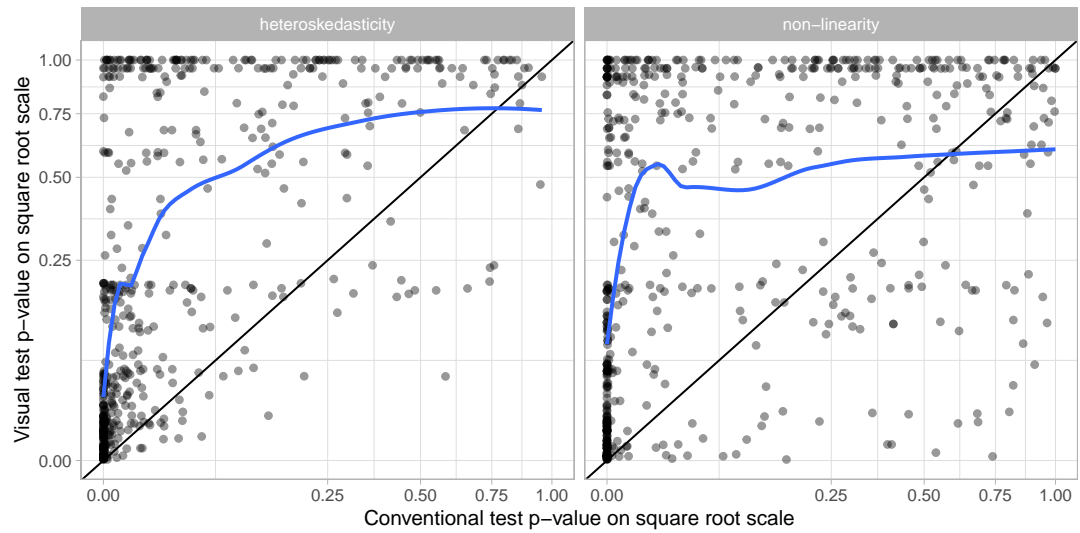 heteroskedasticity
non−linearity
Visual test p−value on square root scale
1.00
0.75
0.50
0.25
0.00
0.00 0.25 0.50 0.75 1.00
0.00 0.25 0.50 0.75 1.00
Conventional test p−value on square root scale